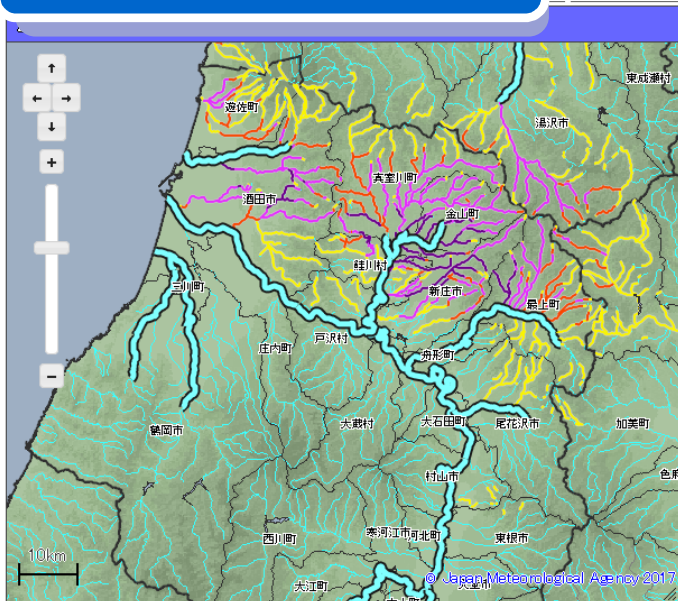 東成瀬村
遊佐町
湯沢市
真室川町
酒田市
金山町
鮭川村
三川町
新庄市
最上町
戸沢村
庄内町
舟形町
鶴岡市
大蔵村
大石田町
尾花沢市
加美町
村山市
色麻
西川町
寒河江市
河北町
東根市
10km
大江町
© Japan Meteorological Agency 2017